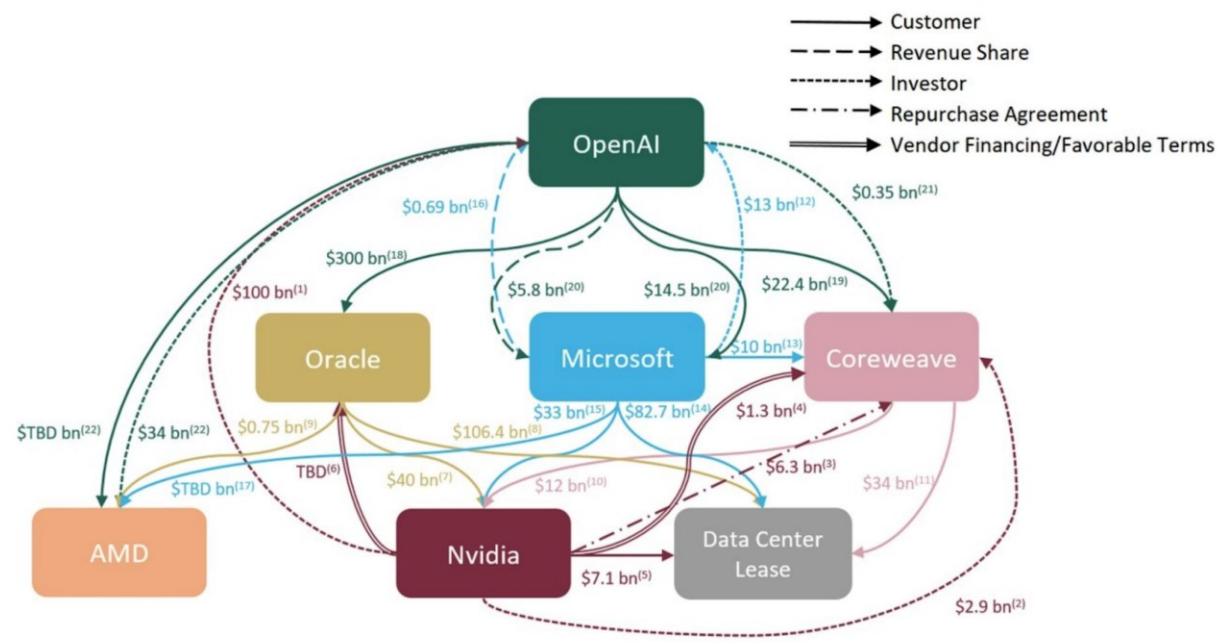 Customer
Revenue Share
Investor
Repurchase Agreement
Vendor Financing/Favorable Terms
OpenAI
$0.69 bn(16)
$13 bn(12)
$0.35 bn(21)
$300 bn(18)
$100 bn(1)
$5.8 bn(20)
$14.5 bn(20)
$22.4 bn(19)
Oracle
Microsoft
$10 bn(13)
Coreweave
$TBD bn(22)
$34 bn(22)
$0.75 bn(9)
$106.4 bn(8)
$33 bn(15)
$82.7 bn(14)
$1.3 bn(4)
$TBD bn(17)
TBD(6)
$40 bn(7)
$12 bn(10)
$6.3 bn(3)
$34 bn(11)
AMD
Nvidia
Data Center
Lease
$7.1 bn(5)
$2.9 bn(2)